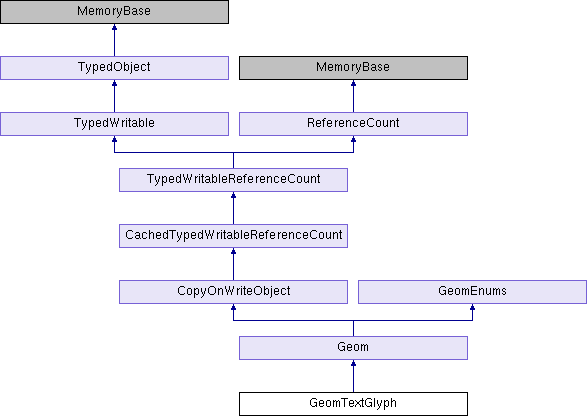 MemoryBase
TypedObject
MemoryBase
TypedWritable
ReferenceCount
TypedWritableReferenceCount
CachedTypedWritableReferenceCount
CopyOnWriteObject
GeomEnums
Geom
GeomTextGlyph